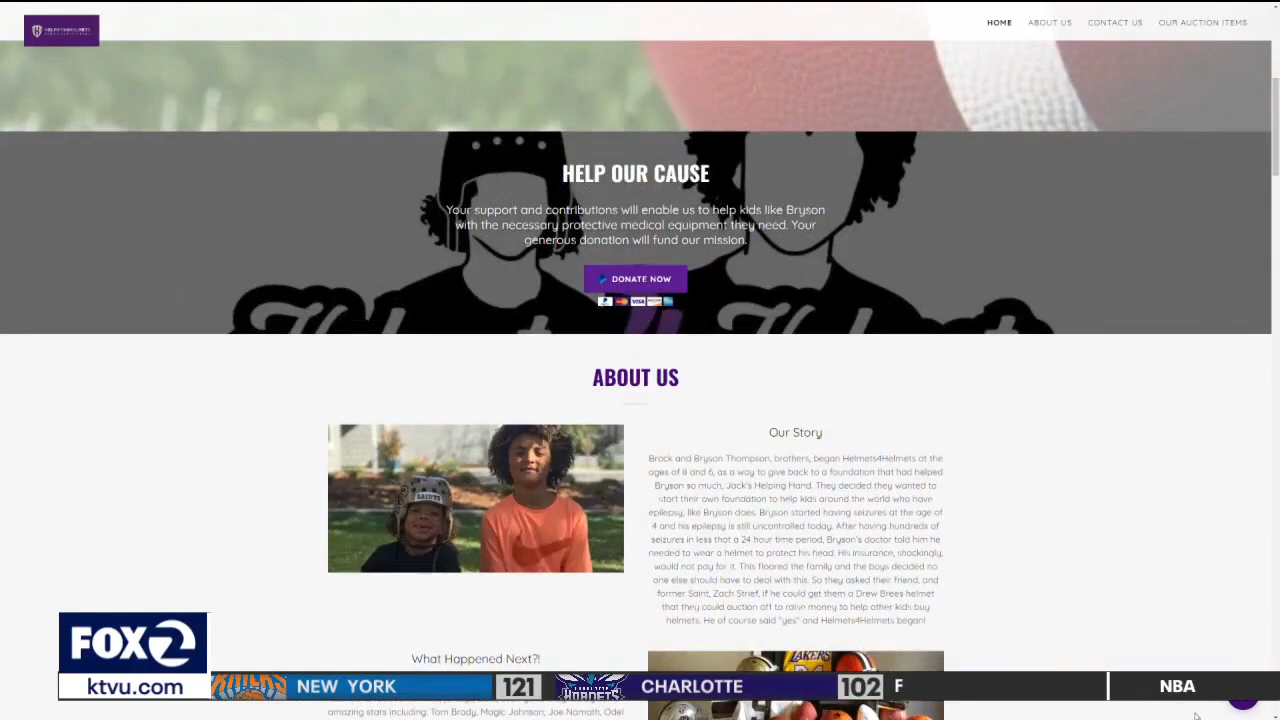 HELMETS4HELMETS
HOME ABOUT US CONTACT US OUR AUCTION ITEMS
HELP OUR CAUSE
Your support and contributions will enable us to help kids like Bryson
with the necessary protective medical equipment they need. Your
generous donation will fund our mission.
DONATE NOW
VISA
ABOUT US
SAINTS
Our Story
Brock and Bryson Thompson, brothers, began Helmets4Helmets at the
ages of 8 and 6, as a way to give back to a foundation that had helped
Bryson so much, Jack's Helping Hand. They decided they wanted to
start their own foundation to help kids around the world who have
epilepsy, like Bryson does. Bryson started having seizures at the age of
4 and his epilepsy is still uncontrolled today. After having hundreds of
seizures in less that a 24 hour time period, Bryson's doctor told him he
needed to wear a helmet to protect his head. His insurance, shockingly,
would not pay for it. This floored the family and the boys decided no
one else should have to deal with this. So they asked their friend, and
former Saint, Zach Strief, if he could get them a Drew Brees helmet
that they could auction off to raise money to help other kids buy
helmets. He of course said "yes" and Helmets4Helmets began!
What Happened Next?!
LAKERS
amazing stars including: Tom Brady, Magic Johnson, Joe Namath, Odel
FOX 2
ktvu.com
NEW YORK 121 HORNETS CHARLOTTE 102 F NBA